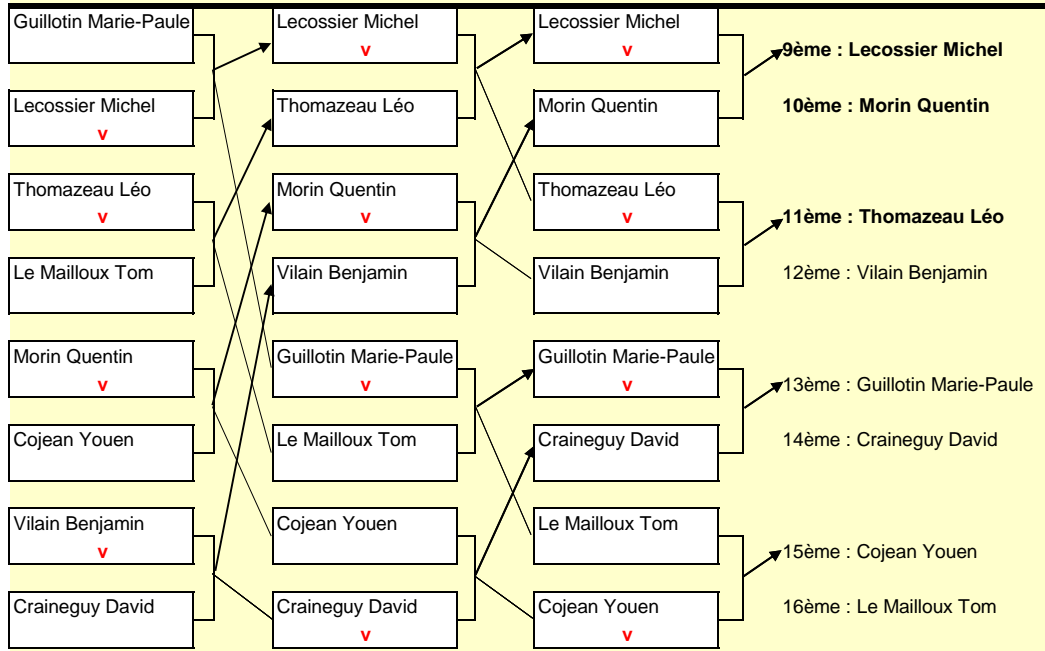 Guillotin Marie-Paule
Lecossier Michel
v
Thomazeau Léo
v
Le Mailloux Tom
Morin Quentin
v
Cojean Youen
Vilain Benjamin
v
Craineguy David
Lecossier Michel
v
Thomazeau Léo
Morin Quentin
v
Vilain Benjamin
Guillotin Marie-Paule
v
Le Mailloux Tom
Cojean Youen
Craineguy David
v
Lecossier Michel
v
Morin Quentin
Thomazeau Léo
v
Vilain Benjamin
Guillotin Marie-Paule
v
Craineguy David
Le Mailloux Tom
Cojean Youen
v
9ème : Lecossier Michel
10ème : Morin Quentin
11ème : Thomazeau Léo
12ème : Vilain Benjamin
13ème : Guillotin Marie-Paule
14ème : Craineguy David
15ème : Cojean Youen
16ème : Le Mailloux Tom